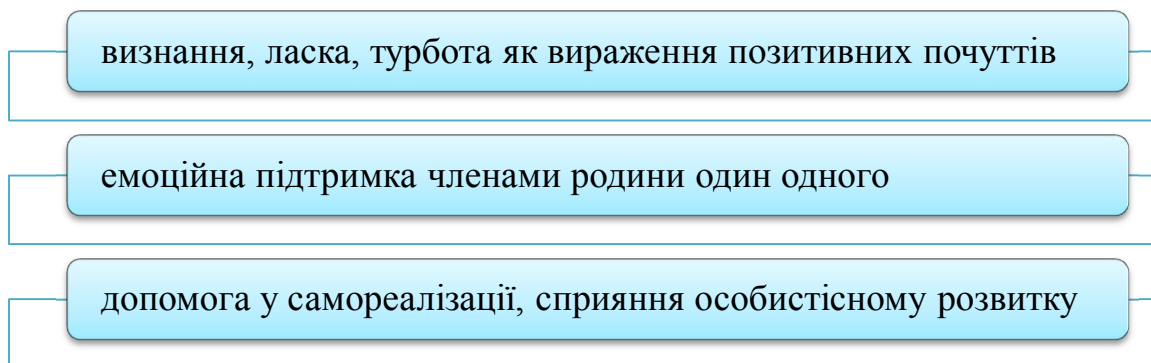 визнання, ласка, турбота як вираження позитивних почуттів
емоційна підтримка членами родини один одного
допомога у самореалізації, сприяння особистісному розвитку